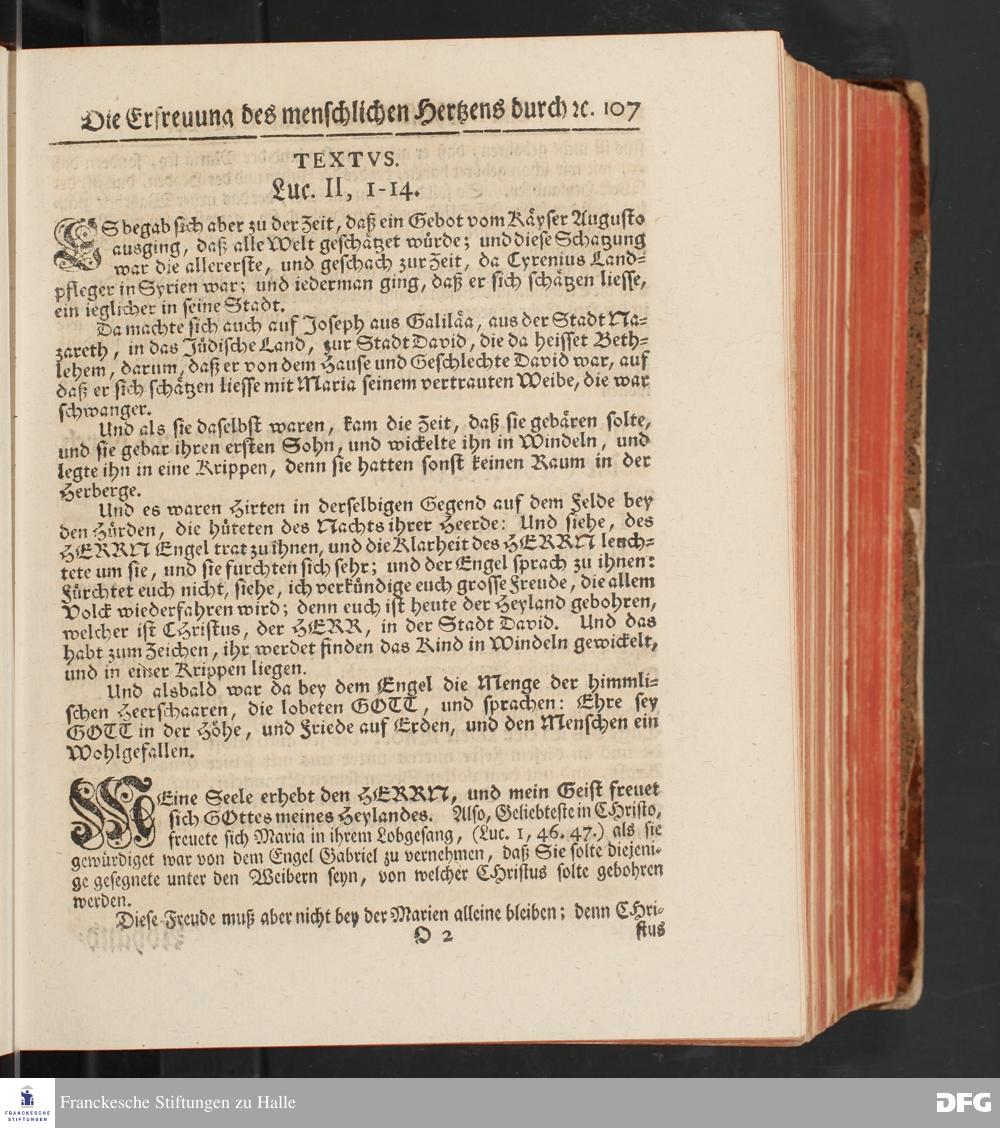 Die Erfreuung des menschlichen Hertzens durch ꝛc. 107
TEXTVS.
Luc. II, 1-14.
ES begab sich aber zu der Zeit, daß ein Gebot vom Käyser Augusto
ausging, daß alle Welt geschätzet würde; und diese Schatzung
war die allererste, und geschach zur Zeit, da Cyrenius Land-
pfleger in Syrien war; und iederman ging, daß er sich schätzen liesse,
ein ieglicher in seine Stadt.
Da machte sich auch auf Joseph aus Galiläa, aus der Stadt Na-
zareth, in das Jüdische Land, zur Stadt David, die da heisset Beth-
lehem, darum, daß er von dem Hause und Geschlechte David war, auf
daß er sich schätzen liesse mit Maria seinem vertrauten Weibe, die war
schwanger.
Und als sie daselbst waren, kam die Zeit, daß sie gebären solte,
und sie gebar ihren ersten Sohn, und wickelte ihn in Windeln, und
legte ihn in eine Krippen, denn sie hatten sonst keinen Raum in der
Herberge.
Und es waren Hirten in derselbigen Gegend auf dem Felde bey
den Hürden, die hüteten des Nachts ihrer Heerde: Und siehe, des
HERRN Engel trat zu ihnen, und die Klarheit des HERRN leuch-
tete um sie, und sie furchten sich sehr; und der Engel sprach zu ihnen:
Fürchtet euch nicht, siehe, ich verkündige euch grosse Freude, die allem
Volck wiederfahren wird; denn euch ist heute der Heyland gebohren,
welcher ist CHristus, der HERR, in der Stadt David. Und das
habt zum Zeichen, ihr werdet finden das Kind in Windeln gewickelt,
und in einer Krippen liegen.
Und alsbald war da bey dem Engel die Menge der himmli-
schen Heerschaaren, die lobeten GOTT, und sprachen: Ehre sey
GOTT in der Höhe, und Friede auf Erden, und den Menschen ein
Wohlgefallen.
MEine Seele erhebt den HERRN, und mein Geist freuet
sich GOttes meines Heylandes. Also, Geliebteste in CHristo,
freuete sich Maria in ihrem Lobgesang, (Luc. 1, 46. 47.) als sie
gewürdiget war von dem Engel Gabriel zu vernehmen, daß Sie solte diejeni-
ge gesegnete unter den Weibern seyn, von welcher CHristus solte gebohren
werden.
Diese Freude muß aber nicht bey der Marien alleine bleiben; denn CHri-
O 2 stus
FRANCKESCHE
STIFTUNGEN
Franckesche Stiftungen zu Halle
DFG